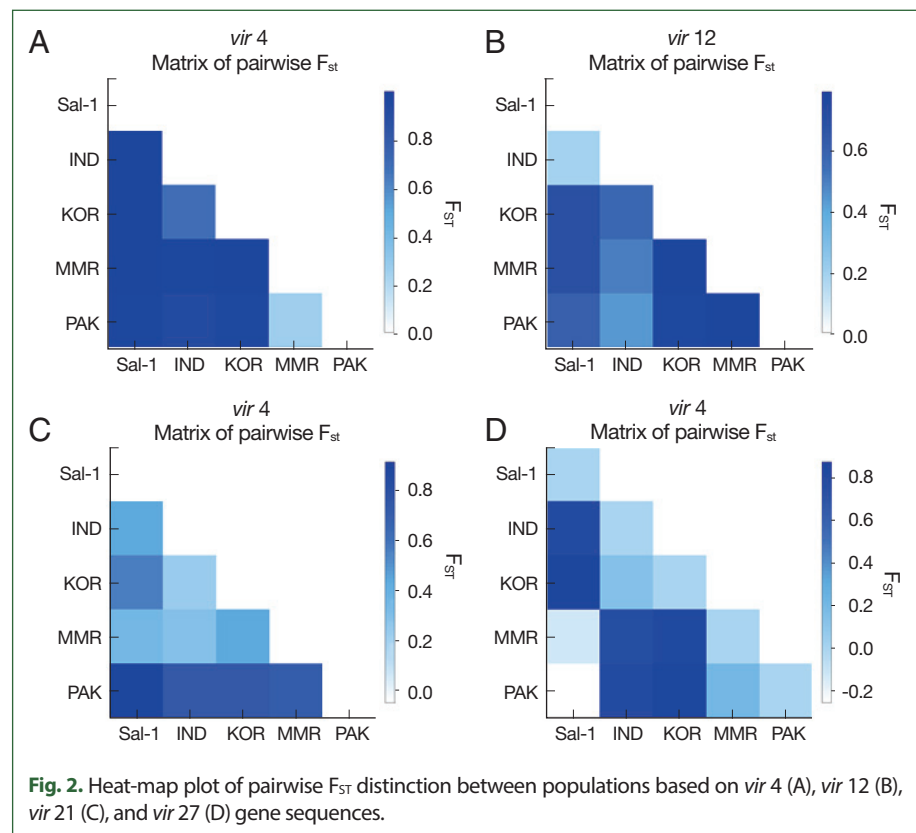 A
vir 4
Matrix of pairwise Fst
Sal-1
IND
KOR
MMR
PAK
Sal-1 IND KOR MMR PAK
0.8
0.6
0.4
0.2
0.0
FST
B
vir 12
Matrix of pairwise Fst
Sal-1 IND KOR MMR PAK
0.6
0.4
0.2
0.0
FST
C
vir 4
Matrix of pairwise Fst
Sal-1
IND
KOR
MMR
PAK
Sal-1 IND KOR MMR PAK
0.8
0.6
0.4
0.2
0.0
FST
D
vir 4
Matrix of pairwise Fst
Sal-1
IND
KOR
MMR
PAK
Sal-1 IND KOR MMR PAK
0.8
0.6
0.4
0.2
0.0
-0.2
FST
Fig. 2. Heat-map plot of pairwise FST distinction between populations based on vir 4 (A), vir 12 (B),
vir 21 (C), and vir 27 (D) gene sequences.